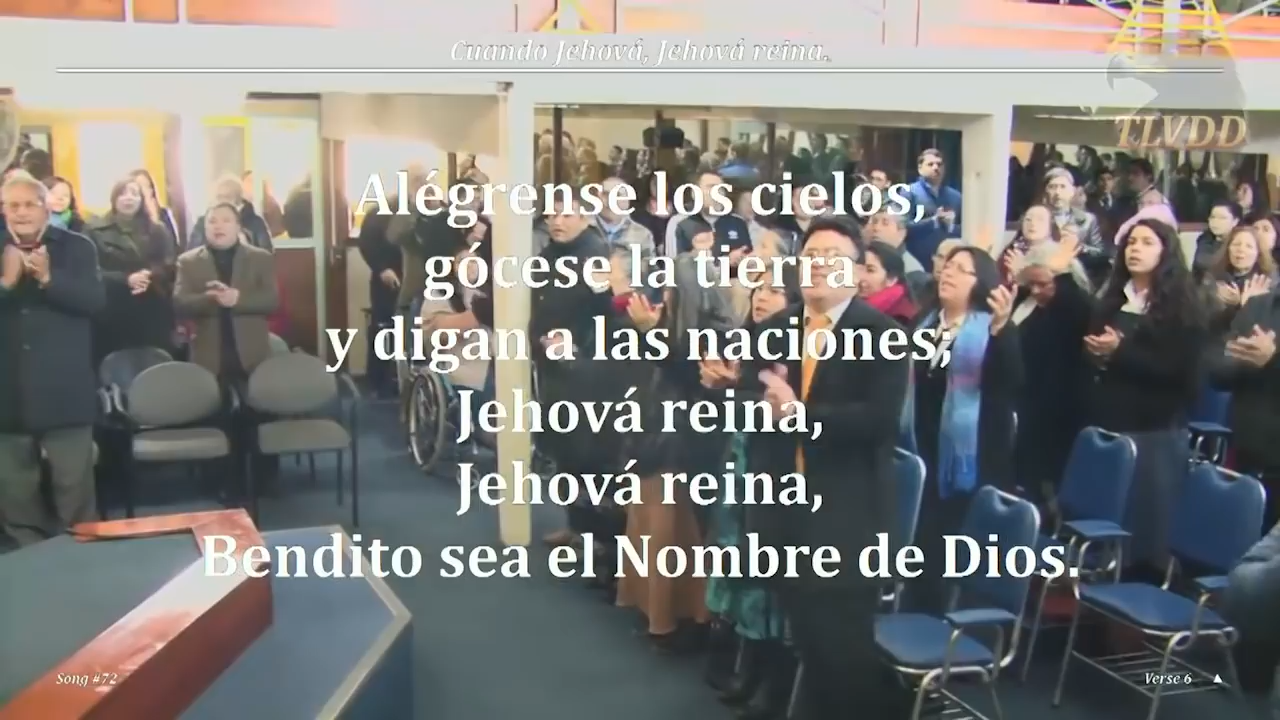 Cuando Jehová, Jehová reina.
TLVDD
Alégrense los cielos,
gócese la tierra
y digan a las naciones;
Jehová reina,
Jehová reina,
Bendito sea el Nombre de Dios.
Song #72
Verse 6 ▲